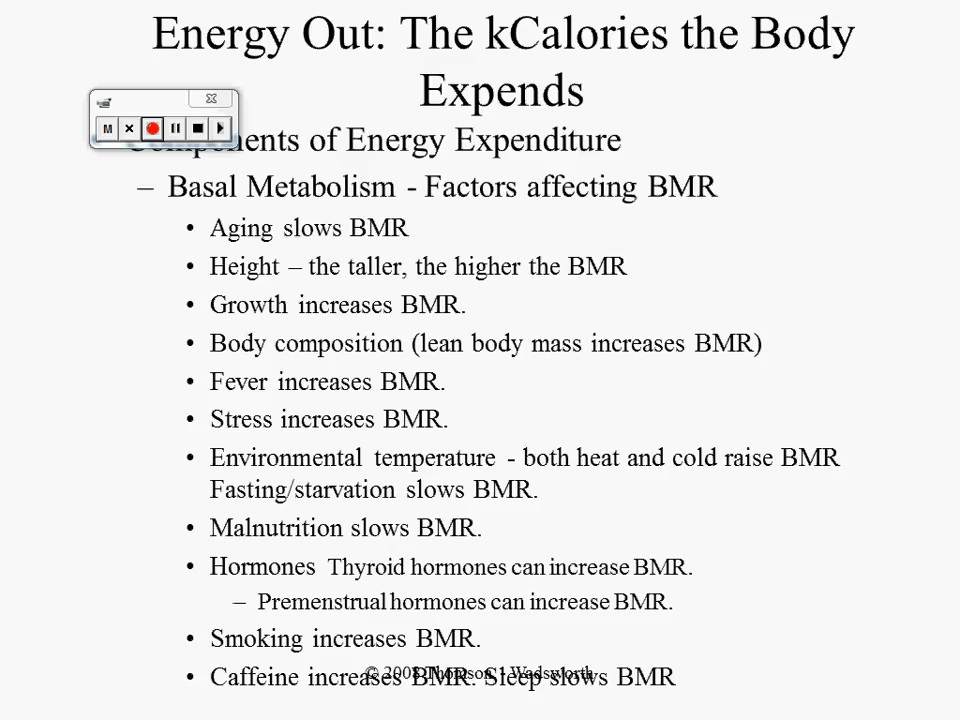 Energy Out: The kCalories the Body
Expends
Components of Energy Expenditure
– Basal Metabolism - Factors affecting BMR
• Aging slows BMR
• Height – the taller, the higher the BMR
• Growth increases BMR.
• Body composition (lean body mass increases BMR)
• Fever increases BMR.
• Stress increases BMR.
• Environmental temperature - both heat and cold raise BMR
Fasting/starvation slows BMR.
• Malnutrition slows BMR.
• Hormones Thyroid hormones can increase BMR.
– Premenstrual hormones can increase BMR.
• Smoking increases BMR.
• Caffeine increases BMR. Sleep slows BMR
Thomson - Wadsworth
M